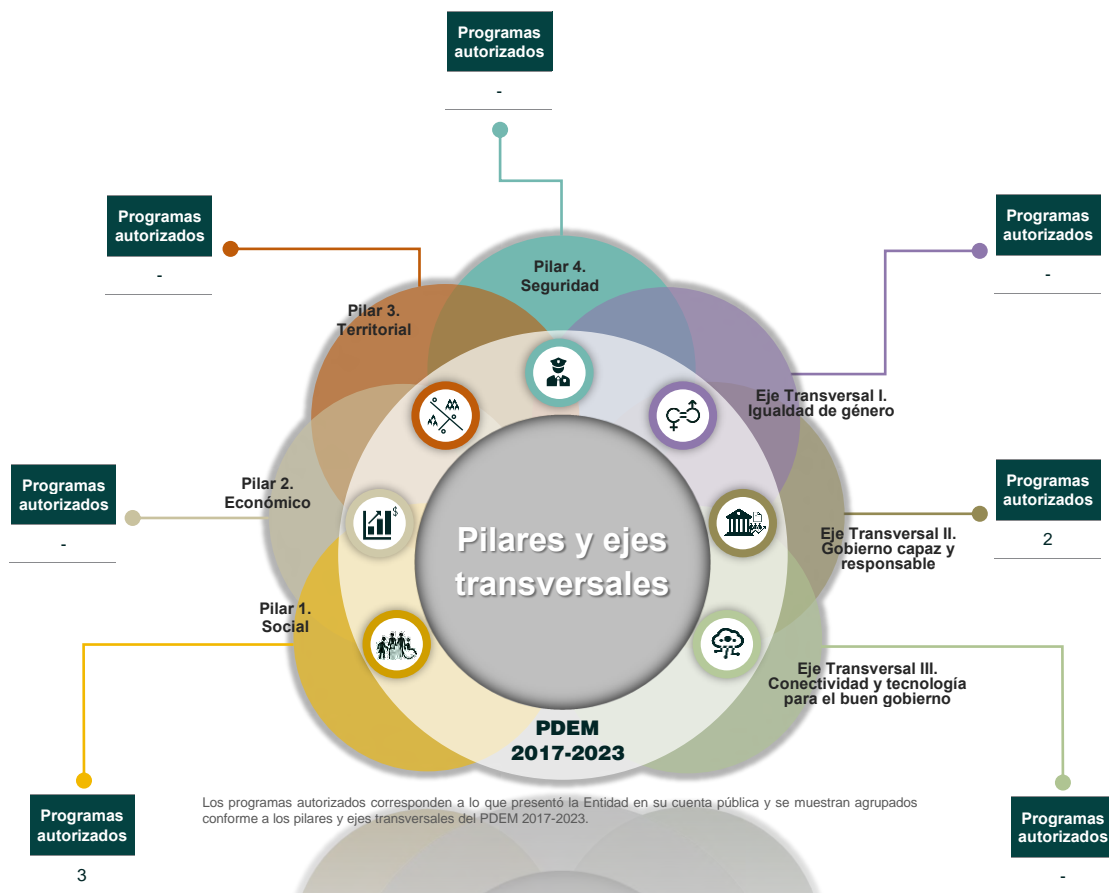 Programas
autorizados
-
Programas
autorizados
-
Programas
autorizados
-
Pilar 4.
Seguridad
Pilar 3.
Territorial
Eje Transversal I.
Igualdad de género
Programas
autorizados
-
Pilar 2.
Económico
$
Programas
autorizados
2
Eje Transversal II.
Gobierno capaz y
responsable
Pilares y ejes
transversales
Pilar 1.
Social
Eje Transversal III.
Conectividad y tecnología
para el buen gobierno
PDEM
2017-2023
Programas
autorizados
3
Los programas autorizados corresponden a lo que presentó la Entidad en su cuenta pública y se muestran agrupados
conforme a los pilares y ejes transversales del PDEM 2017-2023.
Programas
autorizados
-